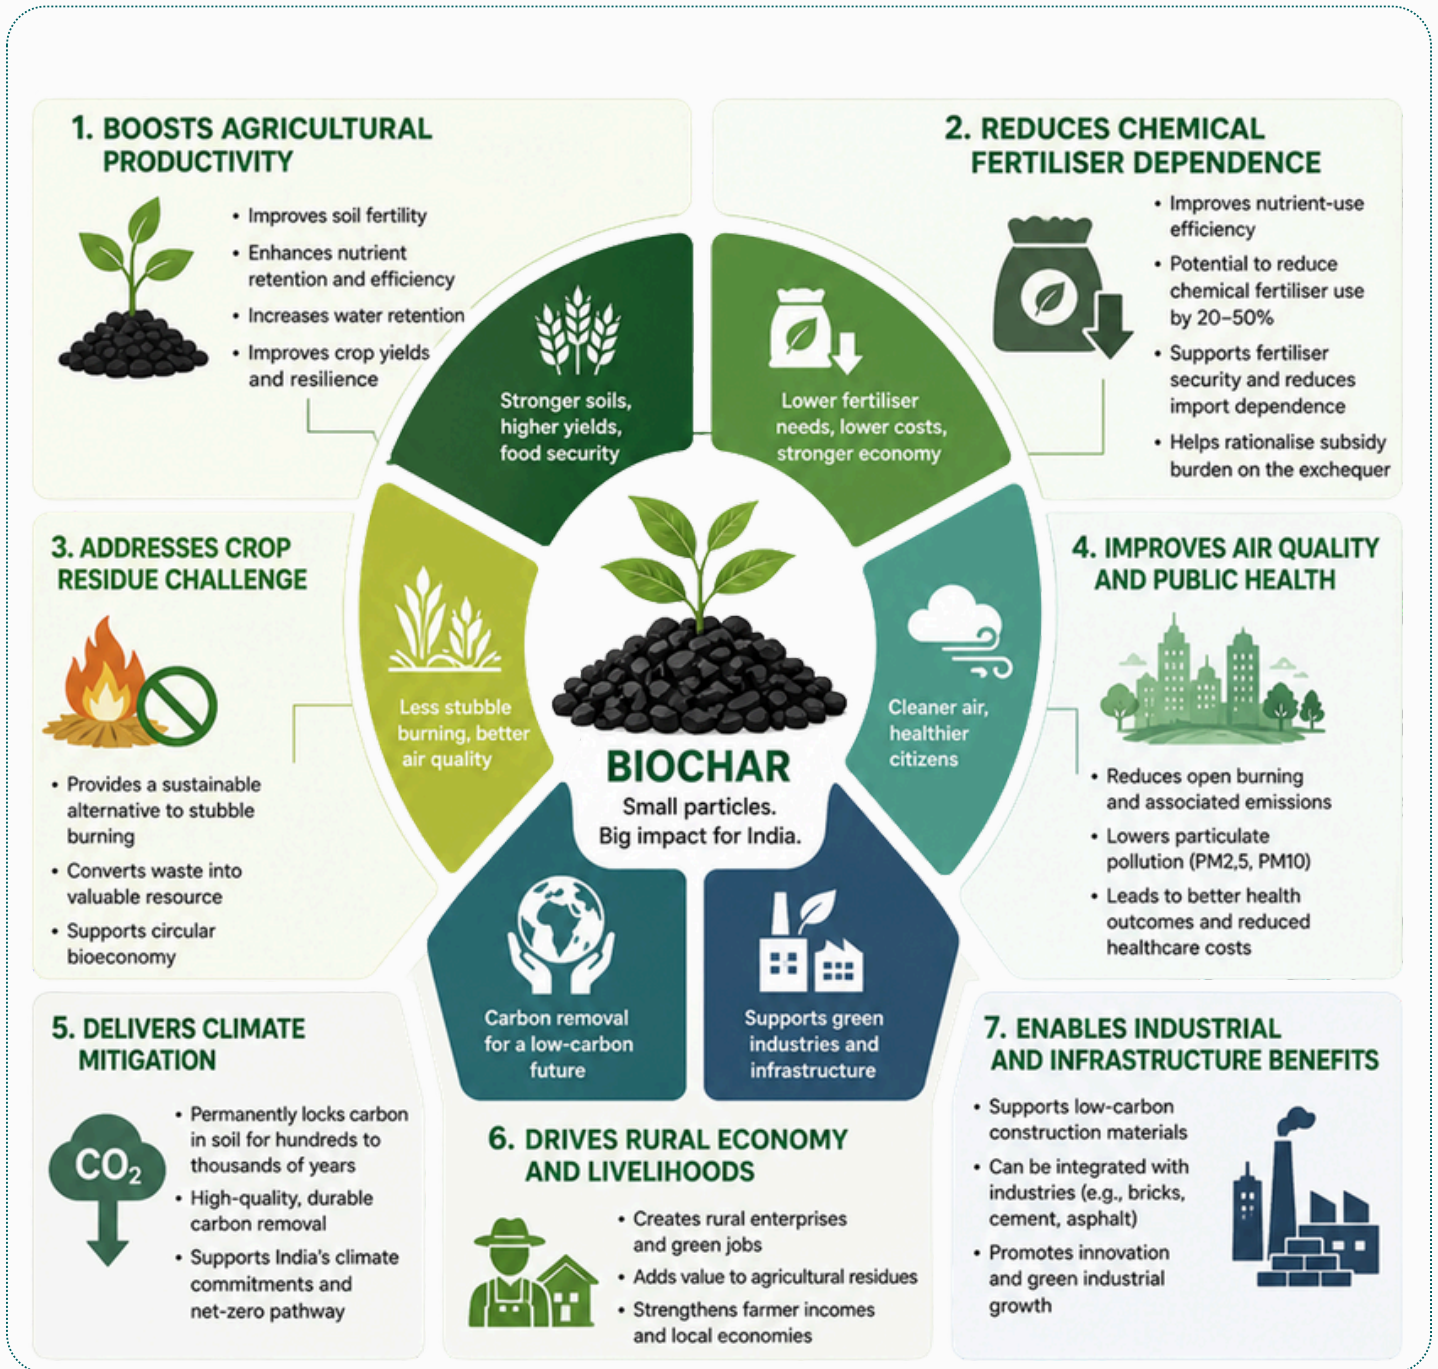 1. BOOSTS AGRICULTURAL
PRODUCTIVITY
• Improves soil fertility
• Enhances nutrient
retention and efficiency
• Increases water retention
• Improves crop yields
and resilience
Stronger soils,
higher yields,
food security
2. REDUCES CHEMICAL
FERTILISER DEPENDENCE
• Improves nutrient-use
efficiency
• Potential to reduce
chemical fertiliser use
by 20–50%
• Supports fertiliser
security and reduces
import dependence
• Helps rationalise subsidy
burden on the exchequer
Lower fertiliser
needs, lower costs,
stronger economy
3. ADDRESSES CROP
RESIDUE CHALLENGE
• Provides a sustainable
alternative to stubble
burning
• Converts waste into
valuable resource
• Supports circular
bioeconomy
Less stubble
burning, better
air quality
BIOCHAR
Small particles.
Big impact for India.
Cleaner air,
healthier
citizens
4. IMPROVES AIR QUALITY
AND PUBLIC HEALTH
• Reduces open burning
and associated emissions
• Lowers particulate
pollution (PM2,5, PM10)
• Leads to better health
outcomes and reduced
healthcare costs
Carbon removal
for a low-carbon
future
Supports green
industries and
infrastructure
5. DELIVERS CLIMATE
MITIGATION
CO₂
• Permanently locks carbon
in soil for hundreds to
thousands of years
• High-quality, durable
carbon removal
• Supports India's climate
commitments and
net-zero pathway
6. DRIVES RURAL ECONOMY
AND LIVELIHOODS
• Creates rural enterprises
and green jobs
• Adds value to agricultural residues
• Strengthens farmer incomes
and local economies
7. ENABLES INDUSTRIAL
AND INFRASTRUCTURE BENEFITS
• Supports low-carbon
construction materials
• Can be integrated with
industries (e.g., bricks,
cement, asphalt)
• Promotes innovation
and green industrial
growth